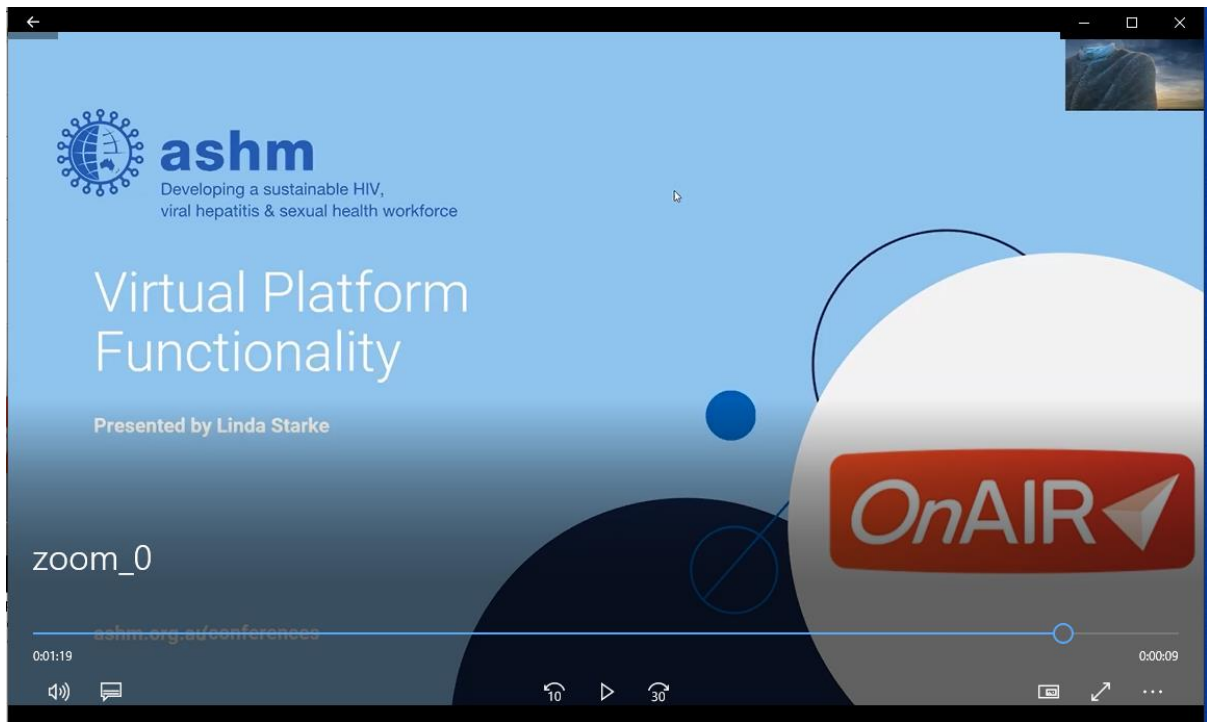 ashm
Developing a sustainable HIV,
viral hepatitis & sexual health workforce
Virtual Platform
Functionality
Presented by Linda Starke
OnAIR
zoom_0
ashm.org.au/conferences
0:01:19
0:00:09
10
30